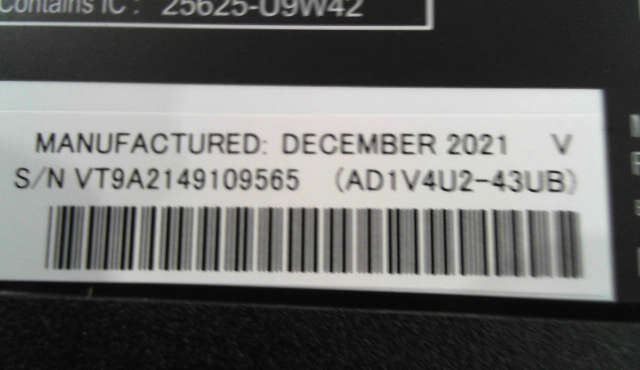 Contains IC : 25625-U9W42
MANUFACTURED: DECEMBER 2021 V
S/N VT9A2149109565 (AD1V4U2-43UB)